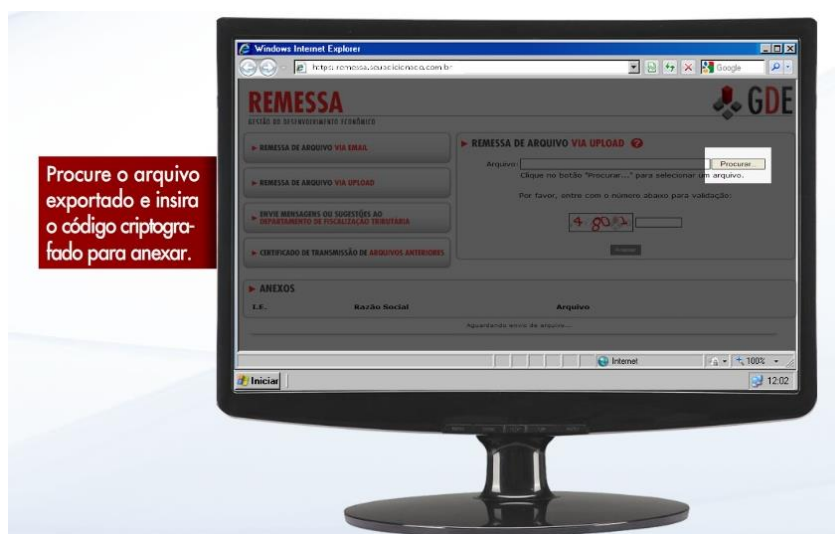 Windows Internet Explorer
Google
REMESSA
GESTÃO DO DESENVOLVIMENTO ECONÔMICO
GDE
REMESSA DE ARQUIVO VIA EMAIL
REMESSA DE ARQUIVO VIA UPLOAD
ENVIE MENSAGENS OU SUGESTÕES AO
DEPARTAMENTO DE FISCALIZAÇÃO TRIBUTÁRIA
CERTIFICADO DE TRANSMISSÃO DE ARQUIVOS ANTERIORES
REMESSA DE ARQUIVO VIA UPLOAD
Arquivo: Procurar...
Clique no botão "Procurar..." para selecionar um arquivo.
Por favor, entre com o número abaixo para validação:
Procure o arquivo
exportado e insira
o código criptogra-
fado para anexar.
ANEXOS
I.E. Razão Social Arquivo
Aguardando envio de arquivo...
Internet 100%
Iniciar 12:02